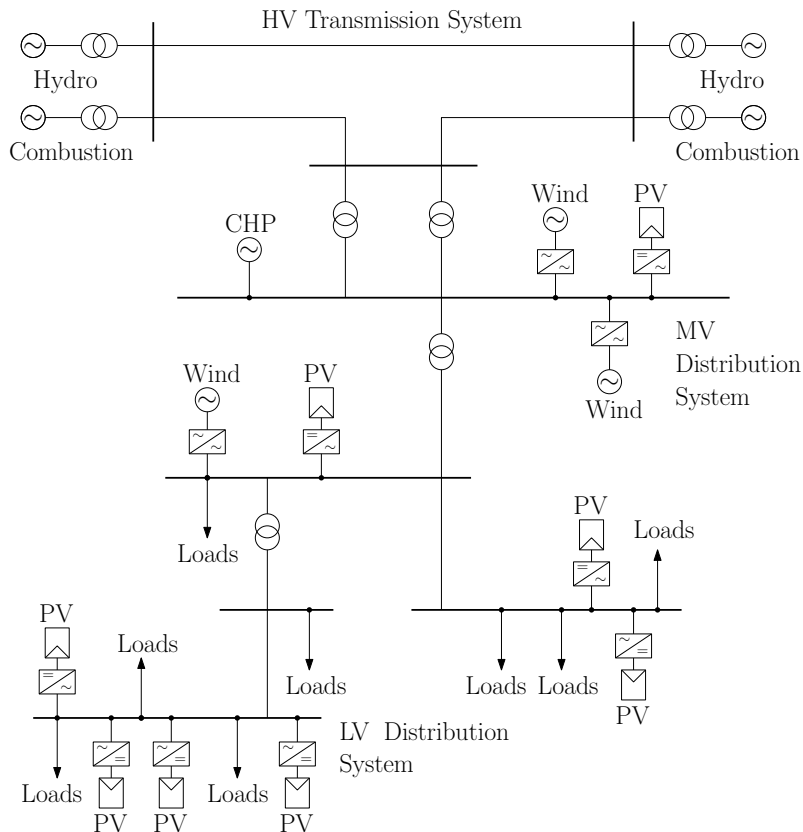 HV Transmission System
Hydro
Hydro
Combustion
Combustion
CHP
Wind
PV
MV
Distribution
System
Wind
Wind
PV
Loads
PV
Loads
PV
Loads
Loads
Loads
Loads
PV
LV Distribution
System
Loads
PV
PV
Loads
PV